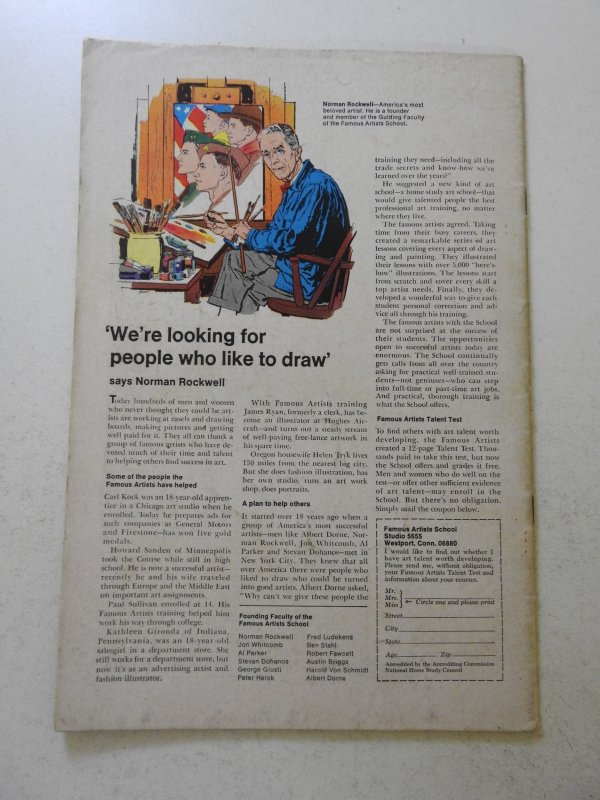 Norman Rockwell—America's most
beloved artist. He is a founder
and member of the Guiding Faculty
of the Famous Artists School.
'We're looking for
people who like to draw'
says Norman Rockwell
Today hundreds of men and women
who never thought they could be art-
ists are working at easels and drawing
boards, making pictures and getting
well paid for it. They all can thank a
group of famous artists who have de-
voted much of their time and talent
to helping others find success in art.
Some of the people the
Famous Artists have helped
Carl Kock was an 18-year-old appren-
tice in a Chicago art studio when he
enrolled. Today he prepares ads for
such companies as General Motors
and Firestone—has won five gold
medals.
Howard Sanden of Minneapolis
took the Course while still in high
school. He is now a successful artist—
recently he and his wife traveled
through Europe and the Middle East
on important art assignments.
Paul Sullivan enrolled at 14. His
Famous Artists training helped him
work his way through college.
Kathleen Gironda of Indiana,
Pennsylvania, was an 18-year-old
salesgirl in a department store. She
still works for a department store, but
now it's as an advertising artist and
fashion illustrator.
With Famous Artists training
James Ryan, formerly a clerk, has be-
come an illustrator at Hughes Air-
craft—and turns out a steady stream
of well-paying free-lance artwork in
his spare time.
Oregon housewife Helen Tryk lives
150 miles from the nearest big city.
But she does fashion illustration, has
her own studio, runs an art work
shop, does portraits.
A plan to help others
It started over 18 years ago when a
group of America's most successful
artists—men like Albert Dorne, Nor-
man Rockwell, Jon Whitcomb, Al
Parker and Stevan Dohanos—met in
New York City. They knew that all
over America there were people who
liked to draw who could be turned
into good artists. Albert Dorne asked,
"Why can't we give these people the
Founding Faculty of the
Famous Artists School
Norman Rockwell
Jon Whitcomb
Al Parker
Stevan Dohanos
George Giusti
Peter Helck
Fred Ludekens
Ben Stahl
Robert Fawcett
Austin Briggs
Harold Von Schmidt
Albert Dorne
training they need—including all the
trade secrets and know-how we've
learned over the years?"
He suggested a new kind of art
school—a home study art school—that
would give talented people the best
professional art training, no matter
where they live.
The famous artists agreed. Taking
time from their busy careers, they
created a remarkable series of art
lessons covering every aspect of draw-
ing and painting. They illustrated
their lessons with over 5,000 "here's-
how" illustrations. The lessons start
from scratch and cover every skill a
top artist needs. Finally, they de-
veloped a wonderful way to give each
student personal correction and ad-
vice all through his training.
The famous artists with the School
are not surprised at the success of
their students. The opportunities
open to successful artists today are
enormous. The School continually
gets calls from all over the country
asking for practical well-trained stu-
dents—not geniuses—who can step
into full-time or part-time art jobs.
And practical, thorough training is
what the School offers.
Famous Artists Talent Test
To find others with art talent worth
developing, the Famous Artists
created a 12-page Talent Test. Thou-
sands paid to take this test, but now
the School offers and grades it free.
Men and women who do well on the
test—or offer other sufficient evidence
of art talent—may enroll in the
School. But there's no obligation.
Simply mail the coupon below.
Famous Artists School
Studio 5655
Westport, Conn. 06880
I would like to find out whether I
have art talent worth developing.
Please send me, without obligation,
your Famous Artists Talent Test and
information about your courses.
Mr.
Mrs.
Miss ← Circle one and please print
Street
City
State
Age Zip
Accredited by the Accrediting Commission
National Home Study Council